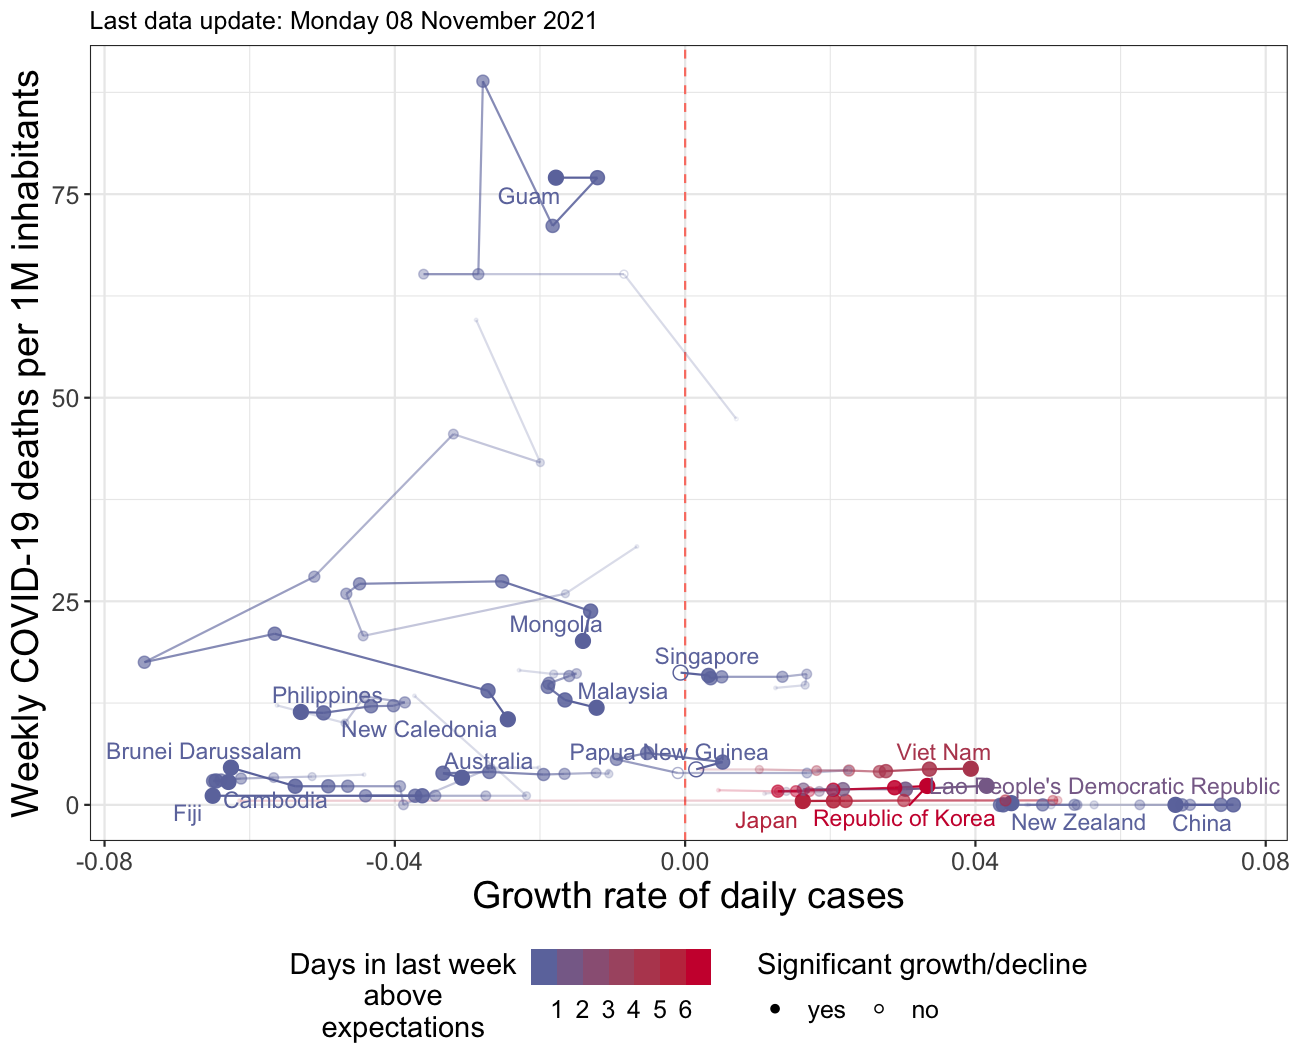 Last data update: Monday 08 November 2021
Weekly COVID-19 deaths per 1M inhabitants
75
50
25
0
Guam
Mongolia
Singapore
Philippines
Malaysia
New Caledonia
Brunei Darussalam
Australia
Papua New Guinea
Viet Nam
Lao People's Democratic Republic
Cambodia
Fiji
Japan
Republic of Korea
New Zealand
China
-0.08
-0.04
0.00
0.04
0.08
Growth rate of daily cases
Days in last week
above
expectations
1 2 3 4 5 6
Significant growth/decline
yes
no